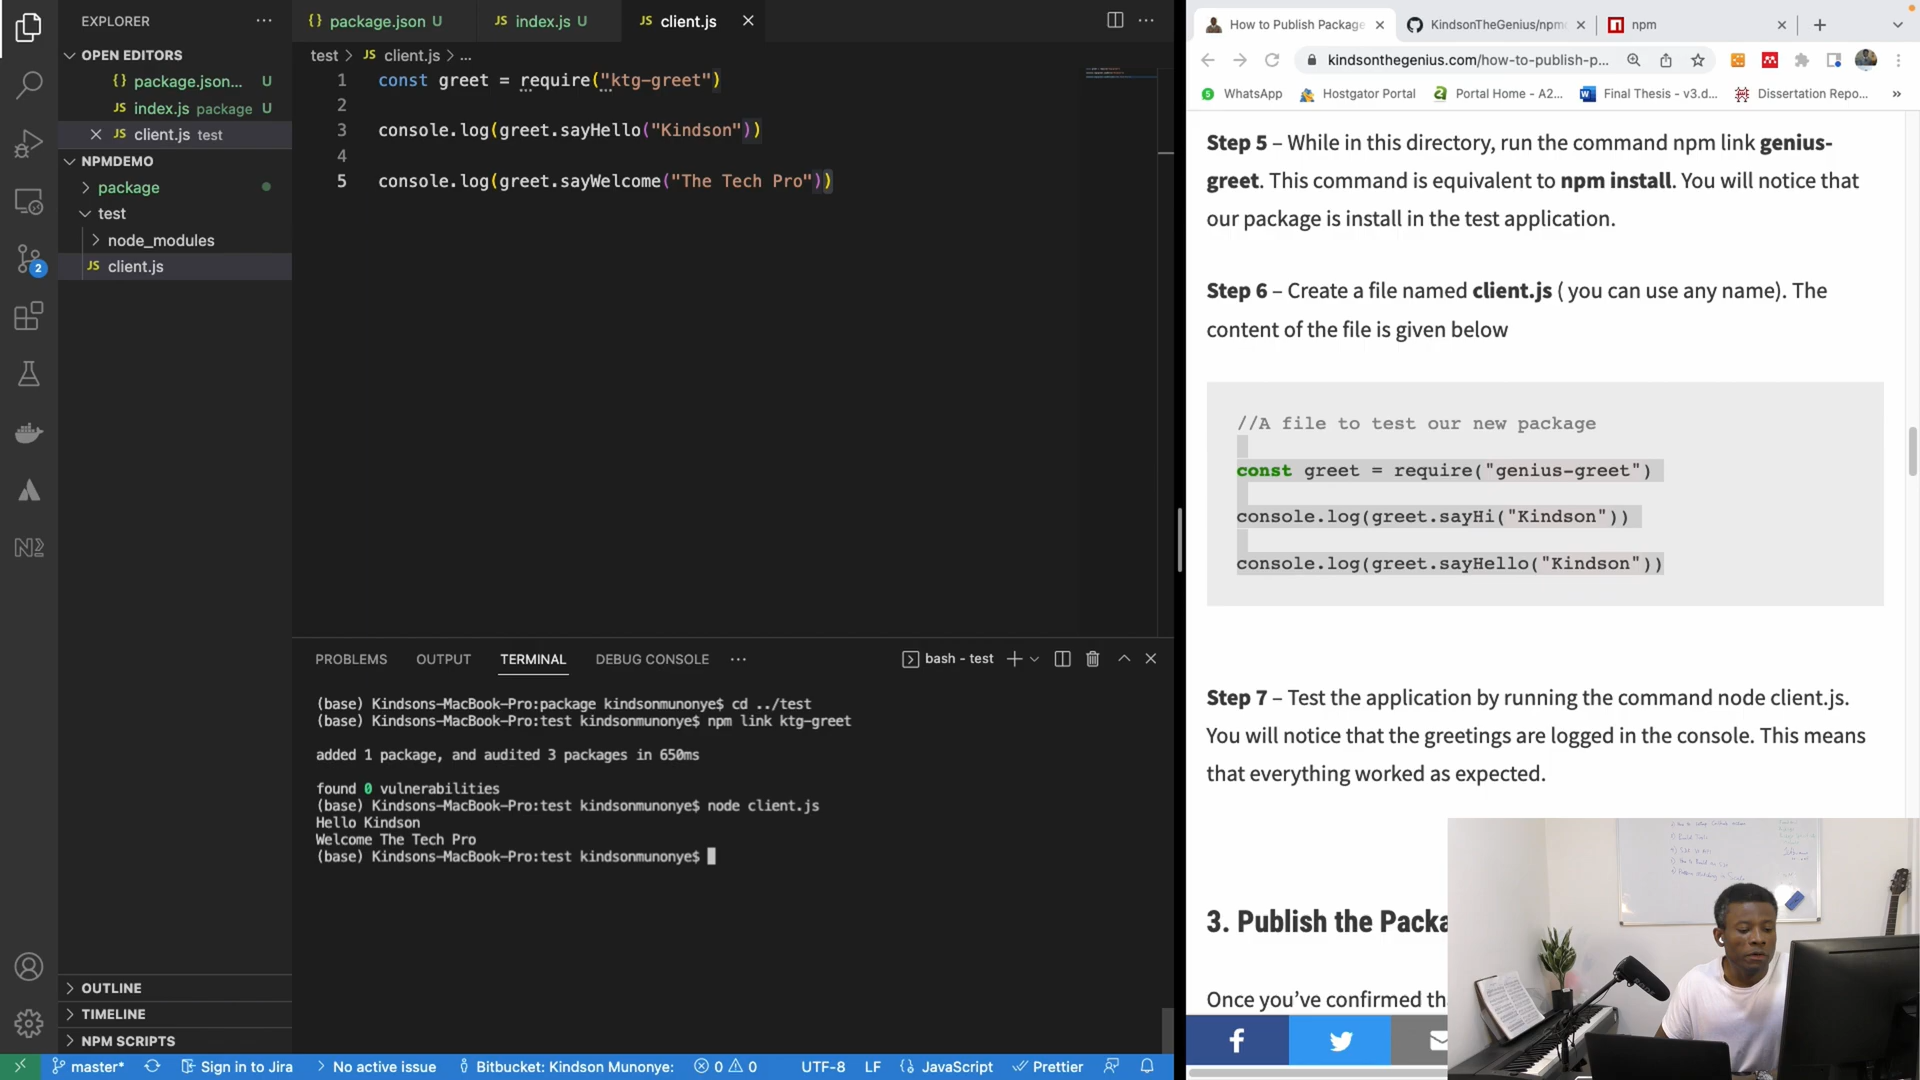 EXPLORER
OPEN EDITORS
package.json... U
index.js package U
client.js test
NPMDEMO
package
test
node_modules
client.js
OUTLINE
TIMELINE
NPM SCRIPTS
package.json U
index.js U
client.js
test > client.js > ...
1 const greet = require("ktg-greet")
2
3 console.log(greet.sayHello("Kindson"))
4
5 console.log(greet.sayWelcome("The Tech Pro"))
PROBLEMS OUTPUT TERMINAL DEBUG CONSOLE
bash - test
(base) Kindsons-MacBook-Pro:package kindsonmunonye$ cd ../test
(base) Kindsons-MacBook-Pro:test kindsonmunonye$ npm link ktg-greet
added 1 package, and audited 3 packages in 650ms
found 0 vulnerabilities
(base) Kindsons-MacBook-Pro:test kindsonmunonye$ node client.js
Hello Kindson
Welcome The Tech Pro
(base) Kindsons-MacBook-Pro:test kindsonmunonye$
master* Sign in to Jira No active issue Bitbucket: Kindson Munonye: 0 0 UTF-8 LF JavaScript Prettier
How to Publish Package
KindsonTheGenius/npm
npm
kindsonthegenius.com/how-to-publish-p...
WhatsApp Hostgator Portal Portal Home - A2... Final Thesis - v3.d... Dissertation Repo... »
Step 5 – While in this directory, run the command npm link genius-
greet. This command is equivalent to npm install. You will notice that
our package is install in the test application.
Step 6 – Create a file named client.js ( you can use any name). The
content of the file is given below
//A file to test our new package
const greet = require("genius-greet")
console.log(greet.sayHi("Kindson"))
console.log(greet.sayHello("Kindson"))
Step 7 – Test the application by running the command node client.js.
You will notice that the greetings are logged in the console. This means
that everything worked as expected.
3. Publish the Packa
Once you’ve confirmed th